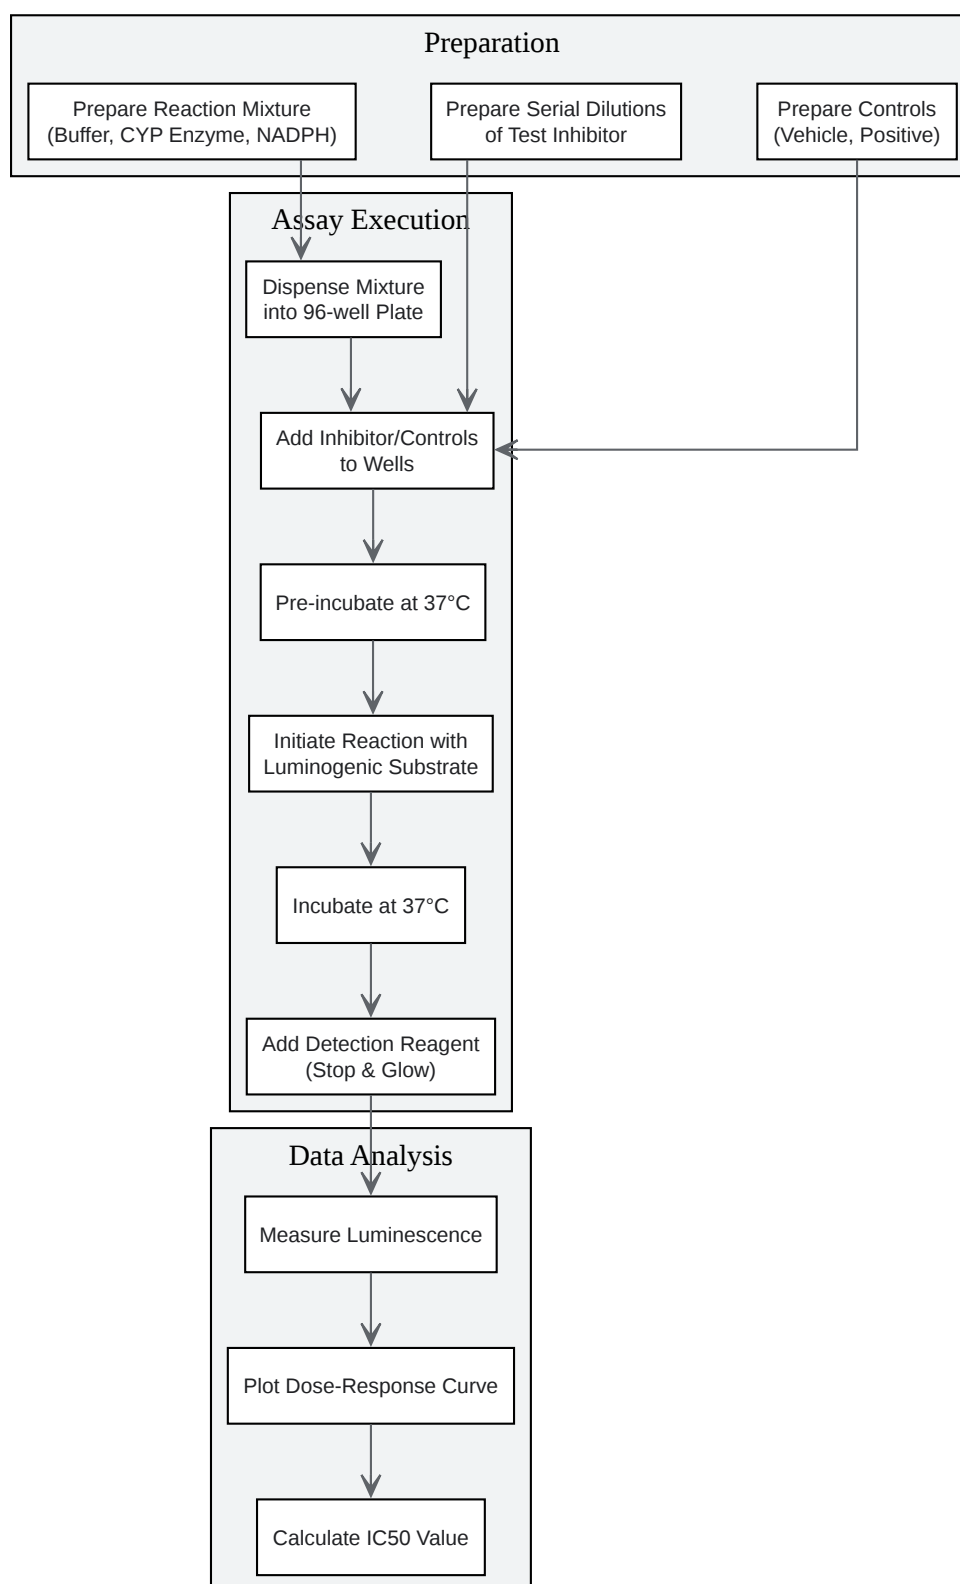 Preparation
Prepare Reaction Mixture
(Buffer, CYP Enzyme, NADPH)
Prepare Serial Dilutions
of Test Inhibitor
Prepare Controls
(Vehicle, Positive)
Assay Execution
Dispense Mixture
into 96-well Plate
Add Inhibitor/Controls
to Wells
Pre-incubate at 37°C
Initiate Reaction with
Luminogenic Substrate
Incubate at 37°C
Add Detection Reagent
(Stop & Glow)
Data Analysis
Measure Luminescence
Plot Dose-Response Curve
Calculate IC50 Value